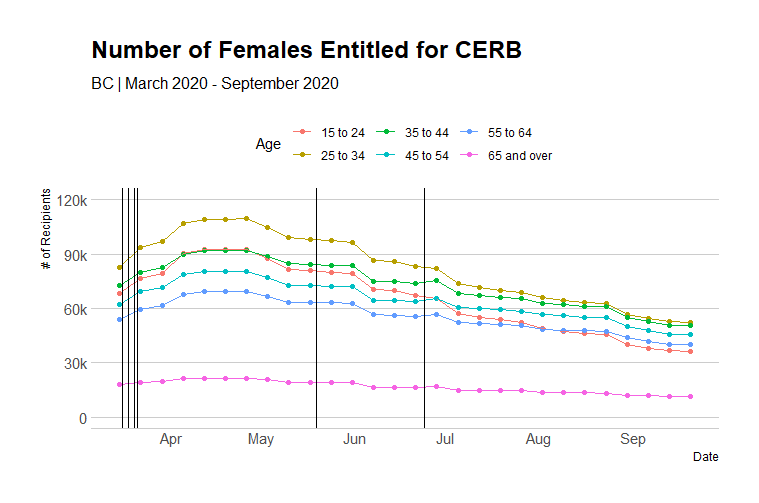 Number of Females Entitled for CERB
BC | March 2020 - September 2020
Age
15 to 24
35 to 44
55 to 64
25 to 34
45 to 54
65 and over
# of Recipients
120k
90k
60k
30k
0
Apr
May
Jun
Jul
Aug
Sep
Date